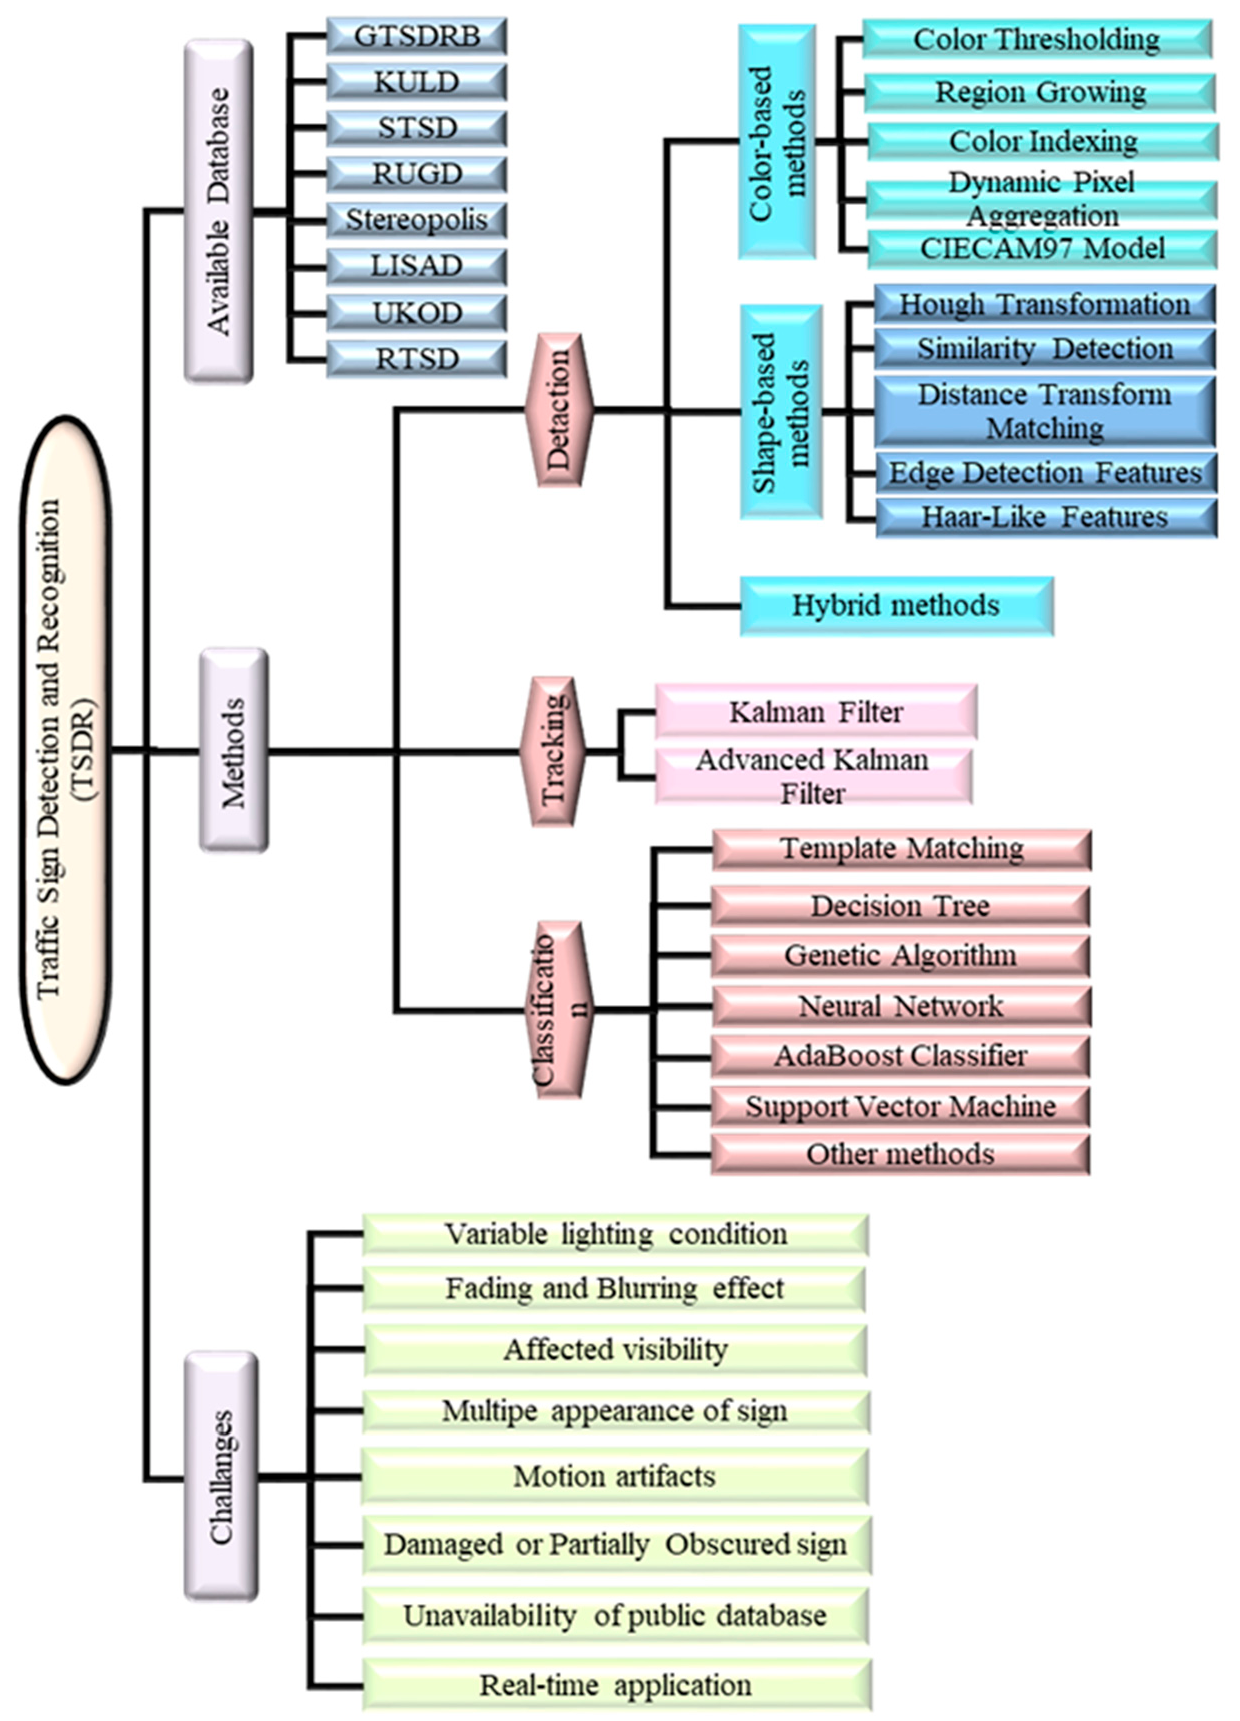 Traffic Sign Detection and Recognition
(TSDR)
Available Database
GTSDRB
KULD
STSD
RUGD
Stereopolis
LISAD
UKOD
RTSD
Methods
Detaction
Color-based
methods
Color Thresholding
Region Growing
Color Indexing
Dynamic Pixel
Aggregation
CIECAM97 Model
Shape-based
methods
Hough Transformation
Similarity Detection
Distance Transform
Matching
Edge Detection Features
Haar-Like Features
Hybrid methods
Tracking
Kalman Filter
Advanced Kalman
Filter
Classificatio
n
Template Matching
Decision Tree
Genetic Algorithm
Neural Network
AdaBoost Classifier
Support Vector Machine
Other methods
Challanges
Variable lighting condition
Fading and Blurring effect
Affected visibility
Multipe appearance of sign
Motion artifacts
Damaged or Partially Obscured sign
Unavailability of public database
Real-time application